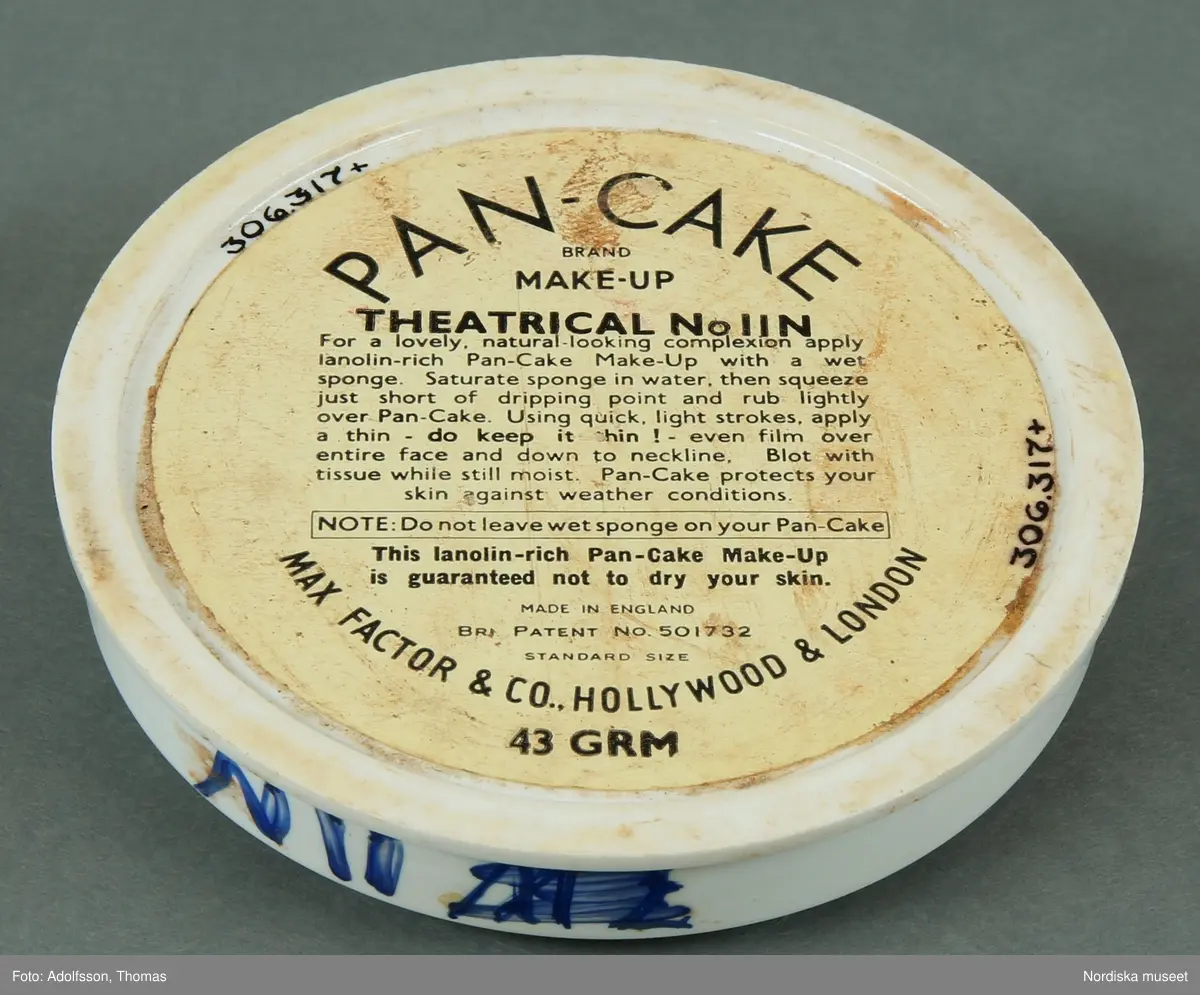 306.317+
PAN-CAKE
BRAND
MAKE-UP
THEATRICAL No 11N
For a lovely, natural-looking complexion apply
lanolin-rich Pan-Cake Make-Up with a wet
sponge. Saturate sponge in water, then squeeze
just short of dripping point and rub lightly
over Pan-Cake. Using quick, light strokes, apply
a thin - do keep it hin ! - even film over
entire face and down to neckline. Blot with
tissue while still moist. Pan-Cake protects your
skin against weather conditions.
NOTE: Do not leave wet sponge on your Pan-Cake
This lanolin-rich Pan-Cake Make-Up
is guaranteed not to dry your skin.
MADE IN ENGLAND
BRI PATENT NO. 501732
STANDARD SIZE
MAX FACTOR & CO., HOLLYWOOD & LONDON
43 GRM
306.317+
N11
Foto: Adolfsson, Thomas
Nordiska museet